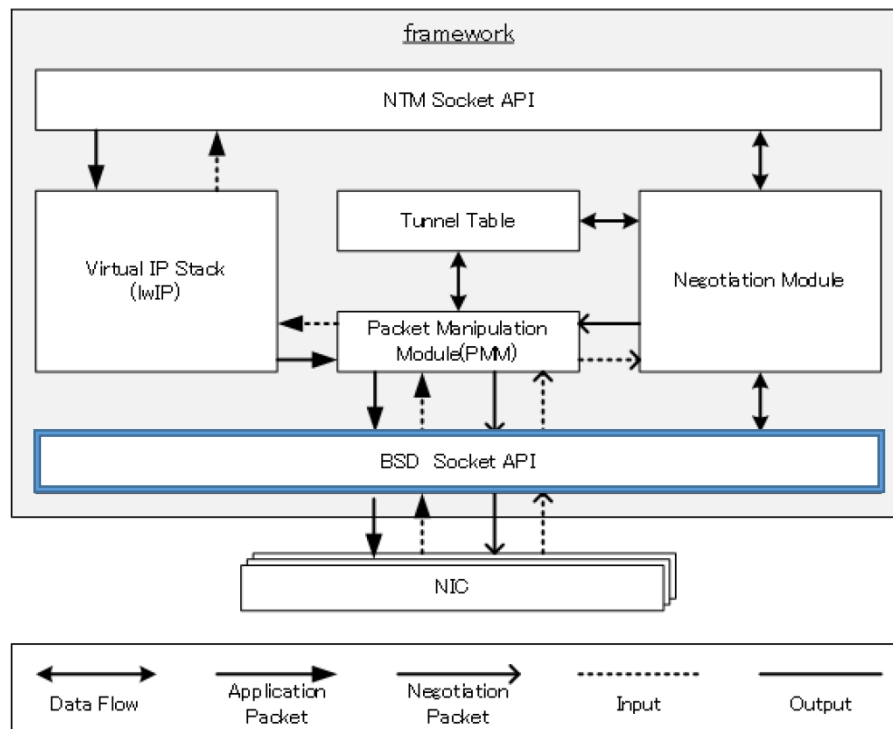 framework
NTM Socket API
Tunnel Table
Virtual IP Stack
(lwIP)
Negotiation Module
Packet Manipulation
Module(PMM)
BSD Socket API
NIC
Data Flow
Application
Packet
Negotiation
Packet
Input
Output